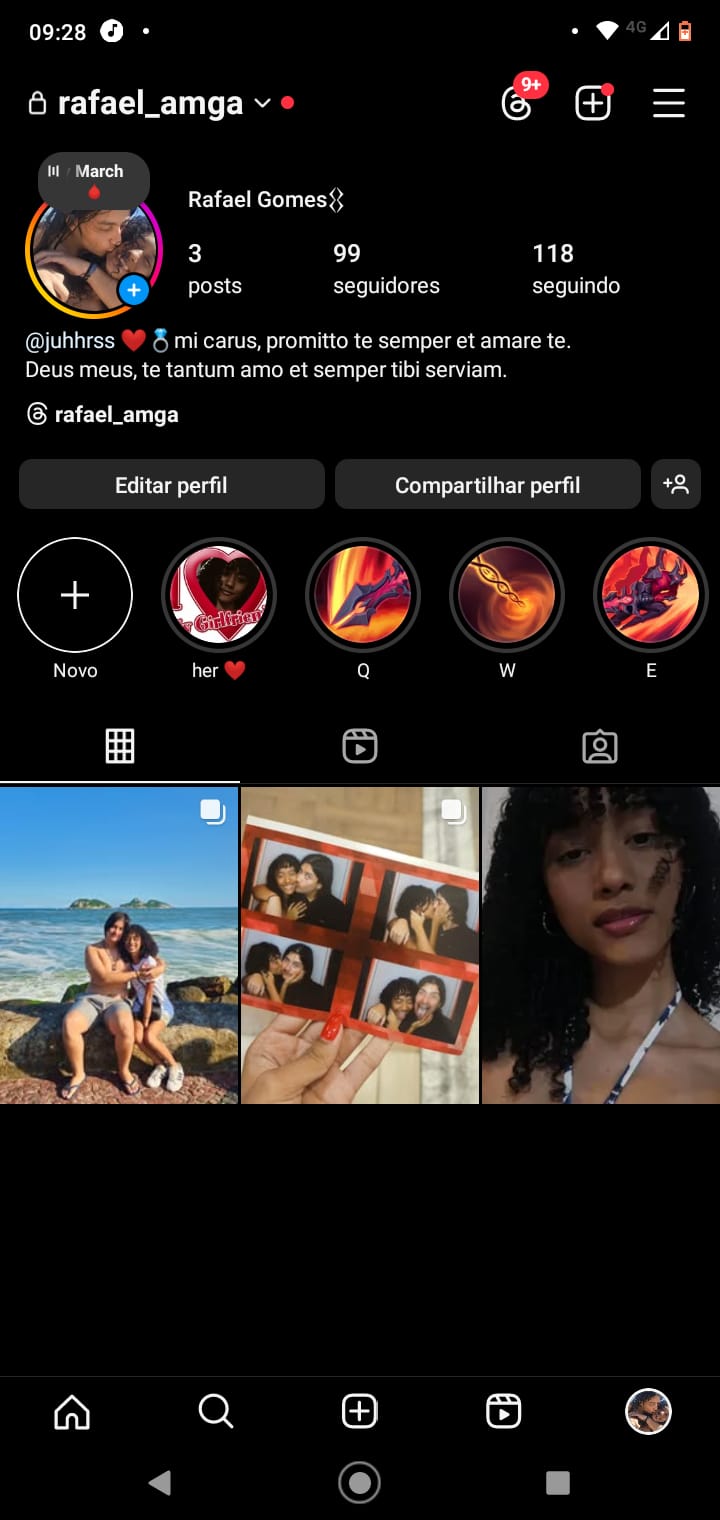 09:28
4G
rafael_amga
9+
March
Rafael Gomes
3
99
118
posts
seguidores
seguindo
@juhhrss ❤️💍mi carus, promitto te semper et amare te.
Deus meus, te tantum amo et semper tibi serviam.
rafael_amga
Editar perfil
Compartilhar perfil
Girlfrien
Novo
her ❤️
Q
W
E